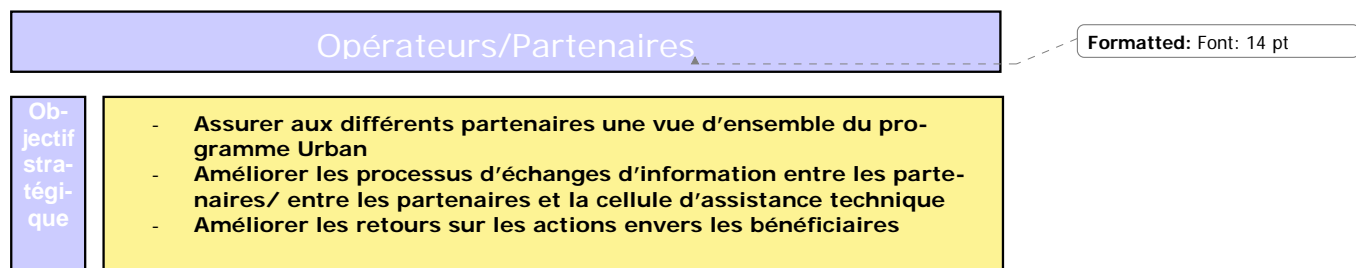 Opérateurs/Partenaires
Formatted: Font: 14 pt
Ob-
jectif
stra-
tégi-
que
- Assurer aux différents partenaires une vue d'ensemble du pro-
gramme Urban
- Améliorer les processus d'échanges d'information entre les parte-
naires/ entre les partenaires et la cellule d'assistance technique
- Améliorer les retours sur les actions envers les bénéficiaires